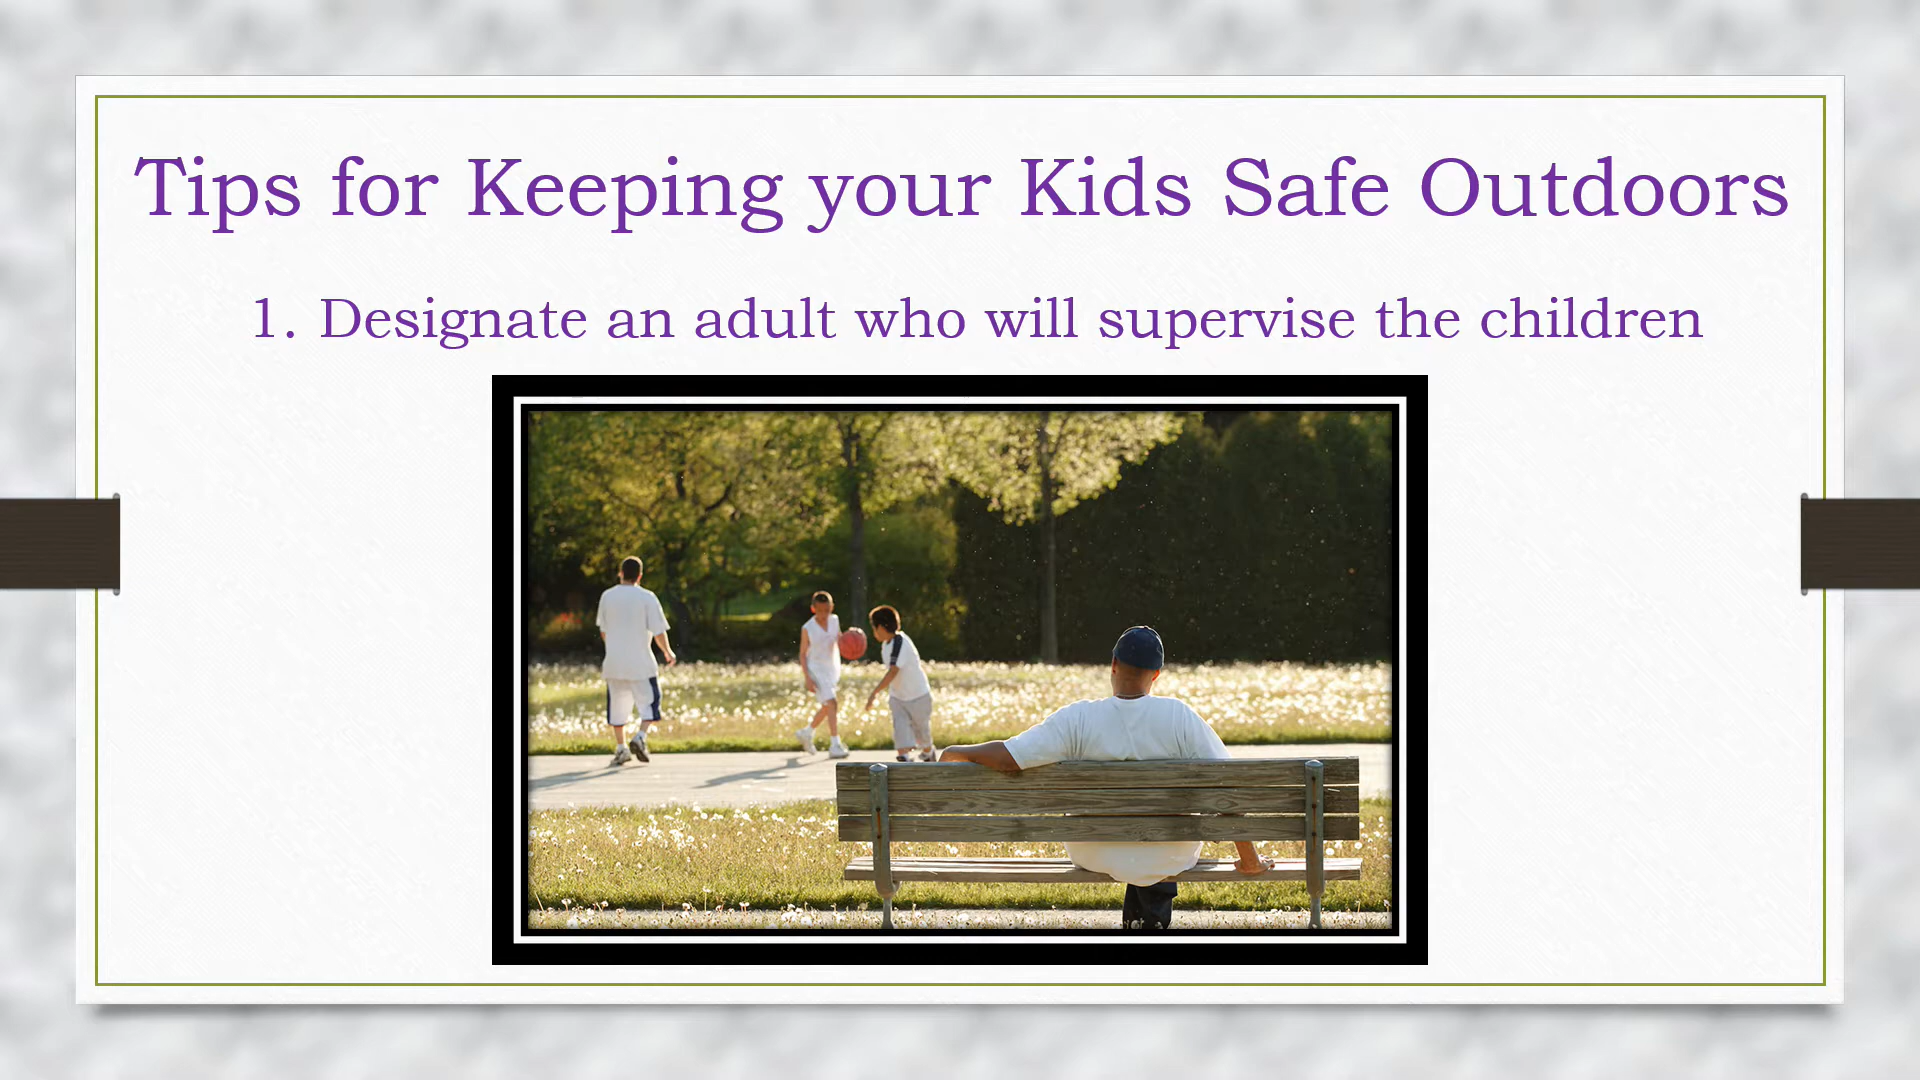 Tips for Keeping your Kids Safe Outdoors
1. Designate an adult who will supervise the children